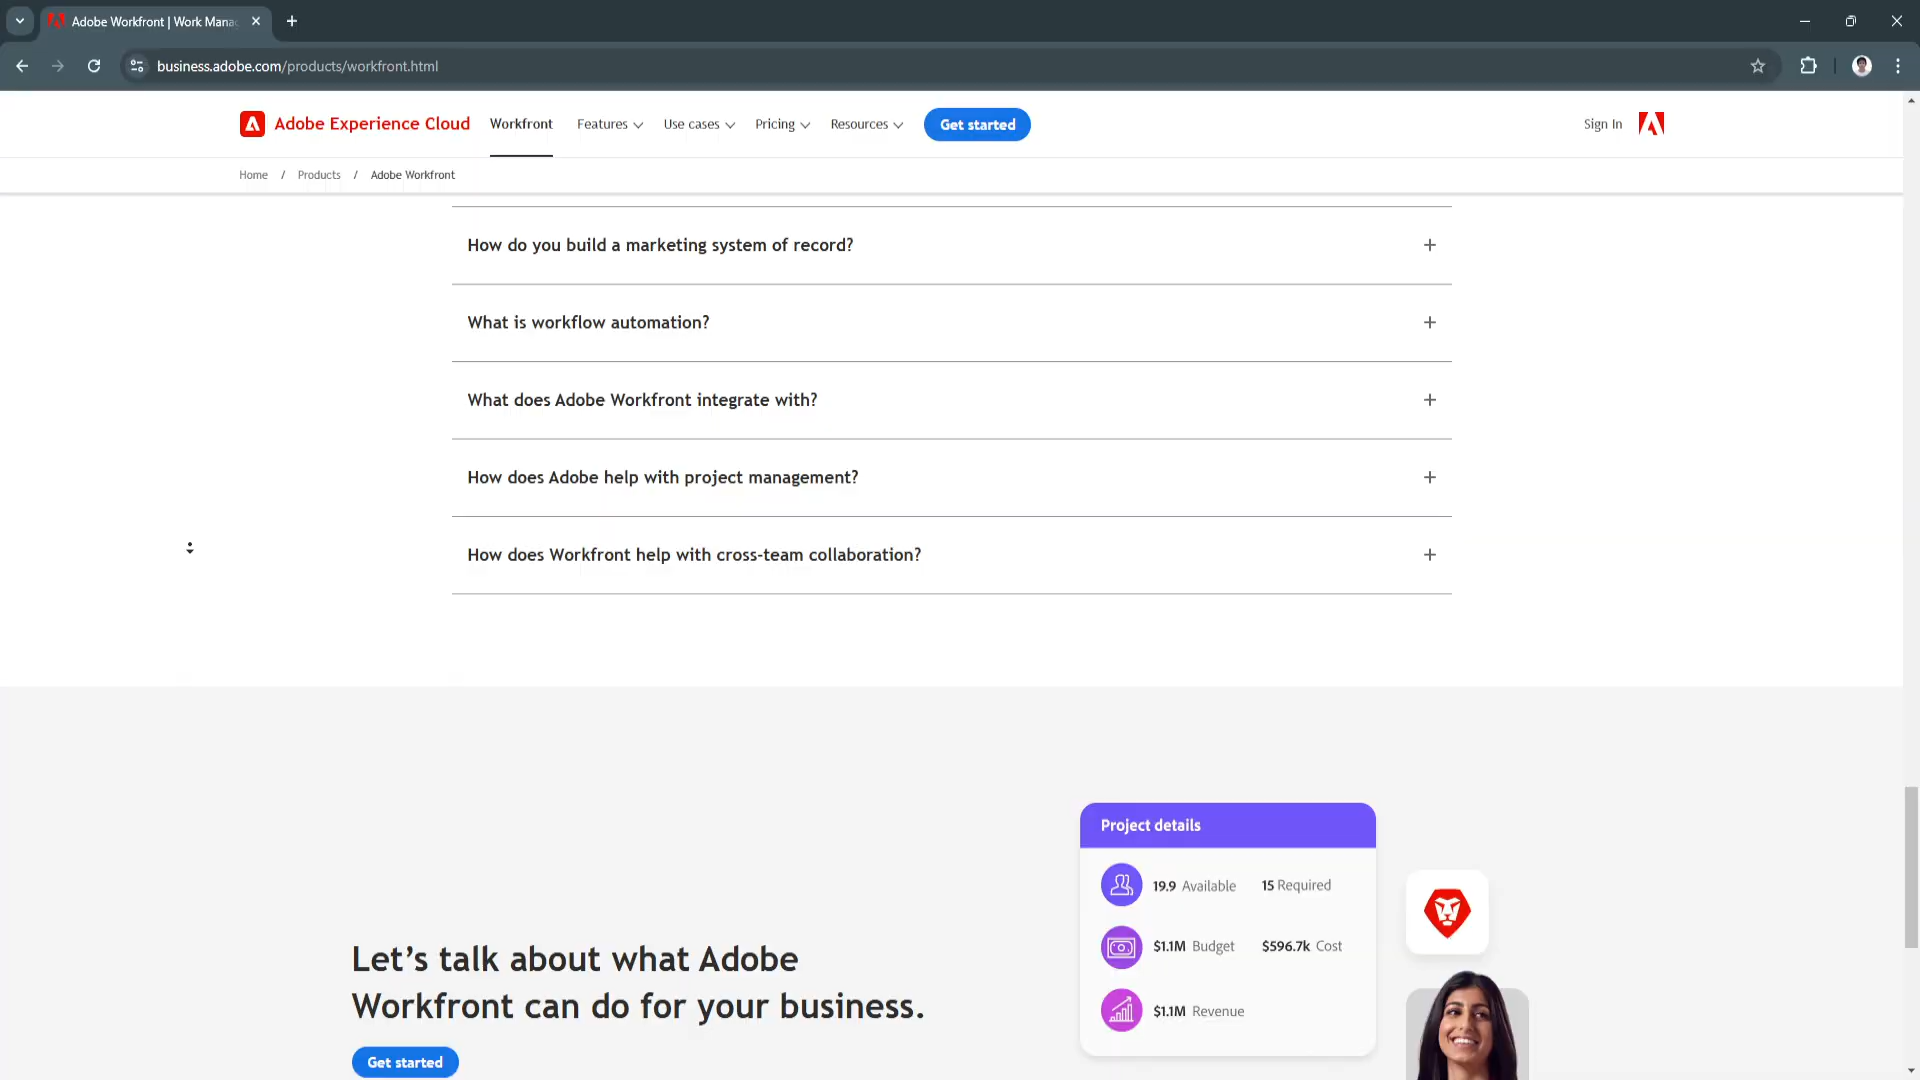 Adobe Workfront | Work Mana
business.adobe.com/products/workfront.html
Adobe Experience Cloud
Workfront
Features
Use cases
Pricing
Resources
Get started
Sign In
Home / Products / Adobe Workfront
How do you build a marketing system of record?
What is workflow automation?
What does Adobe Workfront integrate with?
How does Adobe help with project management?
How does Workfront help with cross-team collaboration?
Let’s talk about what Adobe
Workfront can do for your business.
Get started
Project details
19.9 Available 15 Required
$1.1M Budget $596.7k Cost
$1.1M Revenue